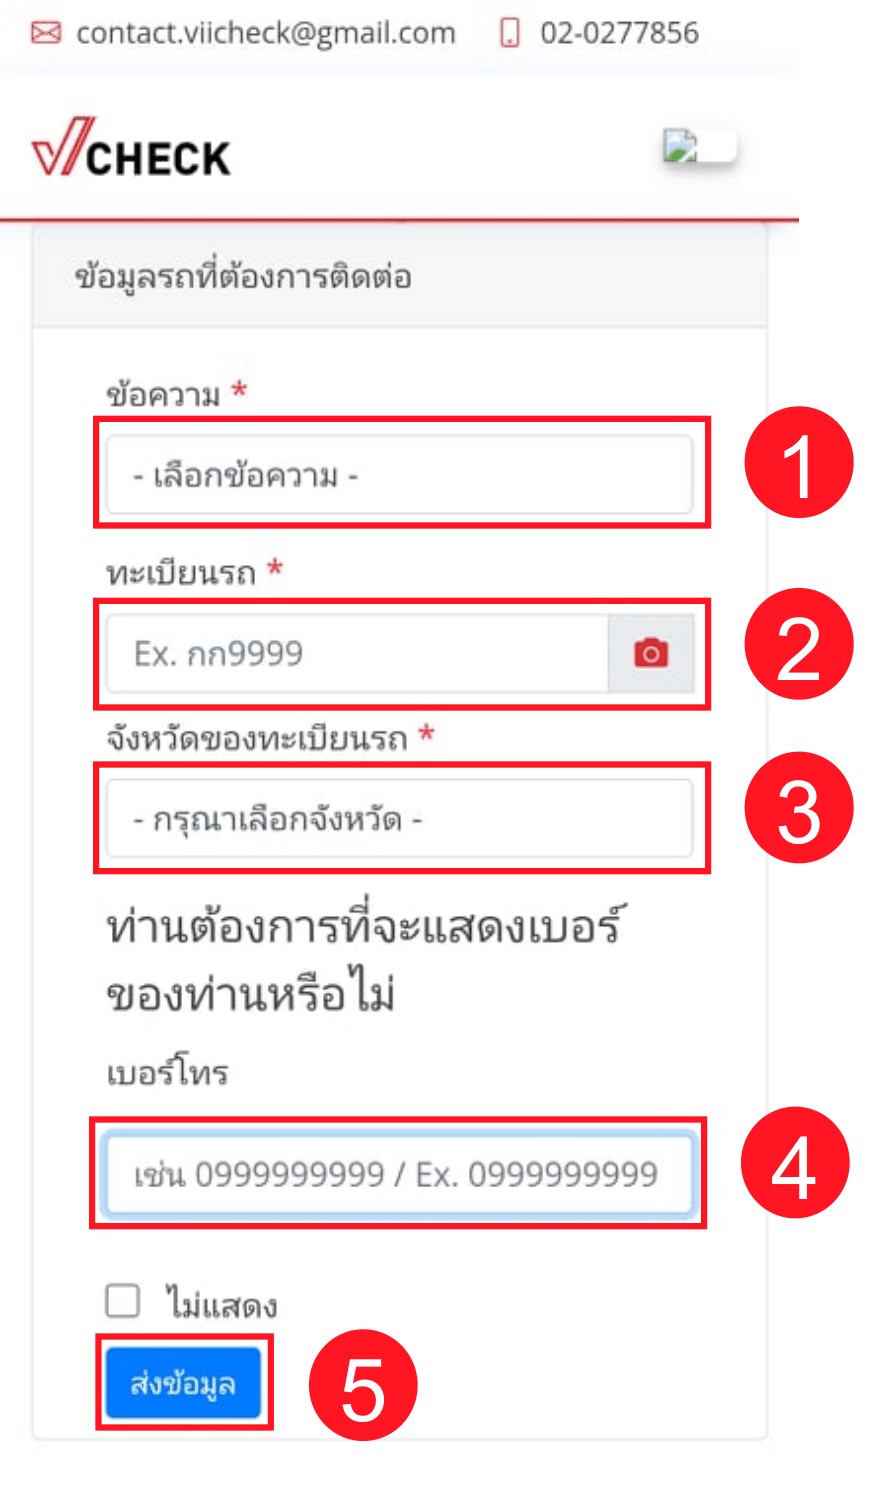 contact.viicheck@gmail.com 02-0277856
VCHECK
ข้อมูลรถที่ต้องการติดต่อ
ข้อความ *
- เลือกข้อความ -
1
ทะเบียนรถ *
Ex. กก9999
2
จังหวัดของทะเบียนรถ *
- กรุณาเลือกจังหวัด -
3
ท่านต้องการที่จะแสดงเบอร์
ของท่านหรือไม่
เบอร์โทร
เช่น 0999999999 / Ex. 0999999999
4
ไม่แสดง
ส่งข้อมูล
5